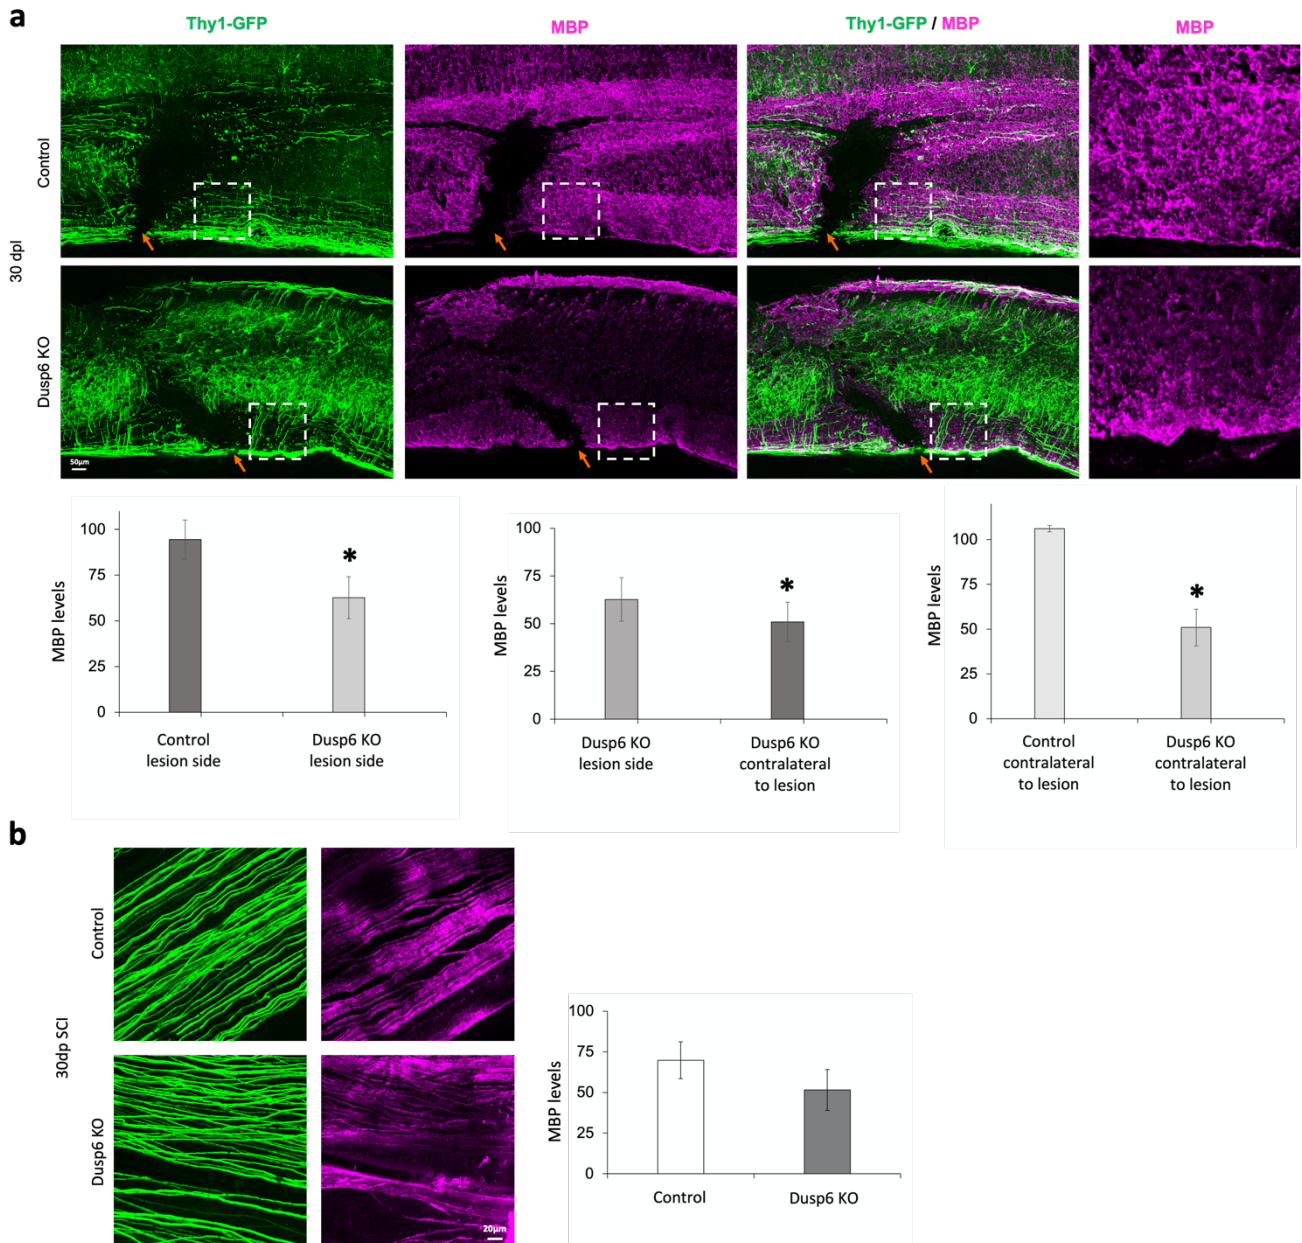 a
Thy1-GFP
MBP
Thy1-GFP / MBP
MBP
30 dpl
Control
Dusp6 KO
50µm
MBP levels
100
75
50
25
0
*
Control
lesion side
Dusp6 KO
lesion side
MBP levels
100
75
50
25
0
*
Dusp6 KO
lesion side
Dusp6 KO
contralateral
to lesion
MBP levels
100
75
50
25
0
*
Control
contralateral
to lesion
Dusp6 KO
contralateral
to lesion
b
30dp SCI
Control
Dusp6 KO
20µm
MBP levels
100
75
50
25
0
Control
Dusp6 KO